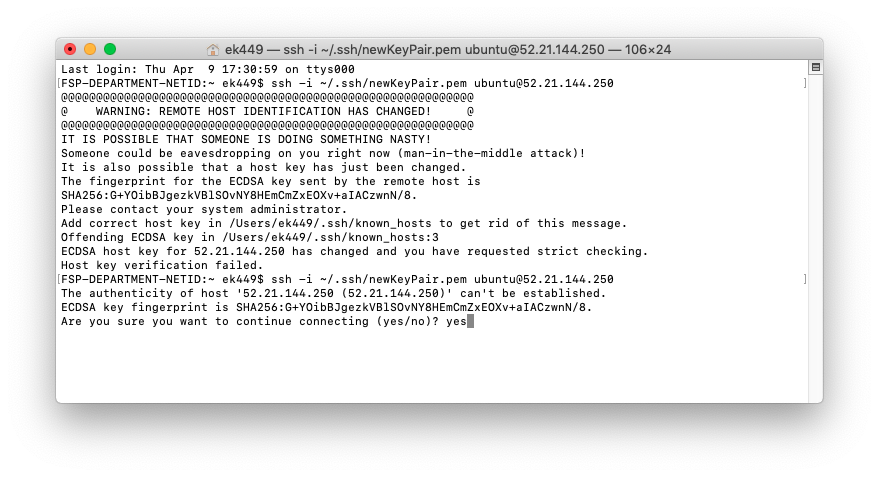 ek449 — ssh -i ~/.ssh/newKeyPair.pem ubuntu@52.21.144.250 — 106×24
Last login: Thu Apr  9 17:30:59 on ttys000
[FSP-DEPARTMENT-NETID:~ ek449$ ssh -i ~/.ssh/newKeyPair.pem ubuntu@52.21.144.250 ]
@@@@@@@@@@@@@@@@@@@@@@@@@@@@@@@@@@@@@@@@@@@@@@@@@@@@@@@@@@@
@    WARNING: REMOTE HOST IDENTIFICATION HAS CHANGED!     @
@@@@@@@@@@@@@@@@@@@@@@@@@@@@@@@@@@@@@@@@@@@@@@@@@@@@@@@@@@@
IT IS POSSIBLE THAT SOMEONE IS DOING SOMETHING NASTY!
Someone could be eavesdropping on you right now (man-in-the-middle attack)!
It is also possible that a host key has just been changed.
The fingerprint for the ECDSA key sent by the remote host is
SHA256:G+YOibBJgezkVBlSOvNY8HEmCmZxEOXv+aIACzwnN/8.
Please contact your system administrator.
Add correct host key in /Users/ek449/.ssh/known_hosts to get rid of this message.
Offending ECDSA key in /Users/ek449/.ssh/known_hosts:3
ECDSA host key for 52.21.144.250 has changed and you have requested strict checking.
Host key verification failed.
[FSP-DEPARTMENT-NETID:~ ek449$ ssh -i ~/.ssh/newKeyPair.pem ubuntu@52.21.144.250 ]
The authenticity of host '52.21.144.250 (52.21.144.250)' can't be established.
ECDSA key fingerprint is SHA256:G+YOibBJgezkVBlSOvNY8HEmCmZxEOXv+aIACzwnN/8.
Are you sure you want to continue connecting (yes/no)? yes